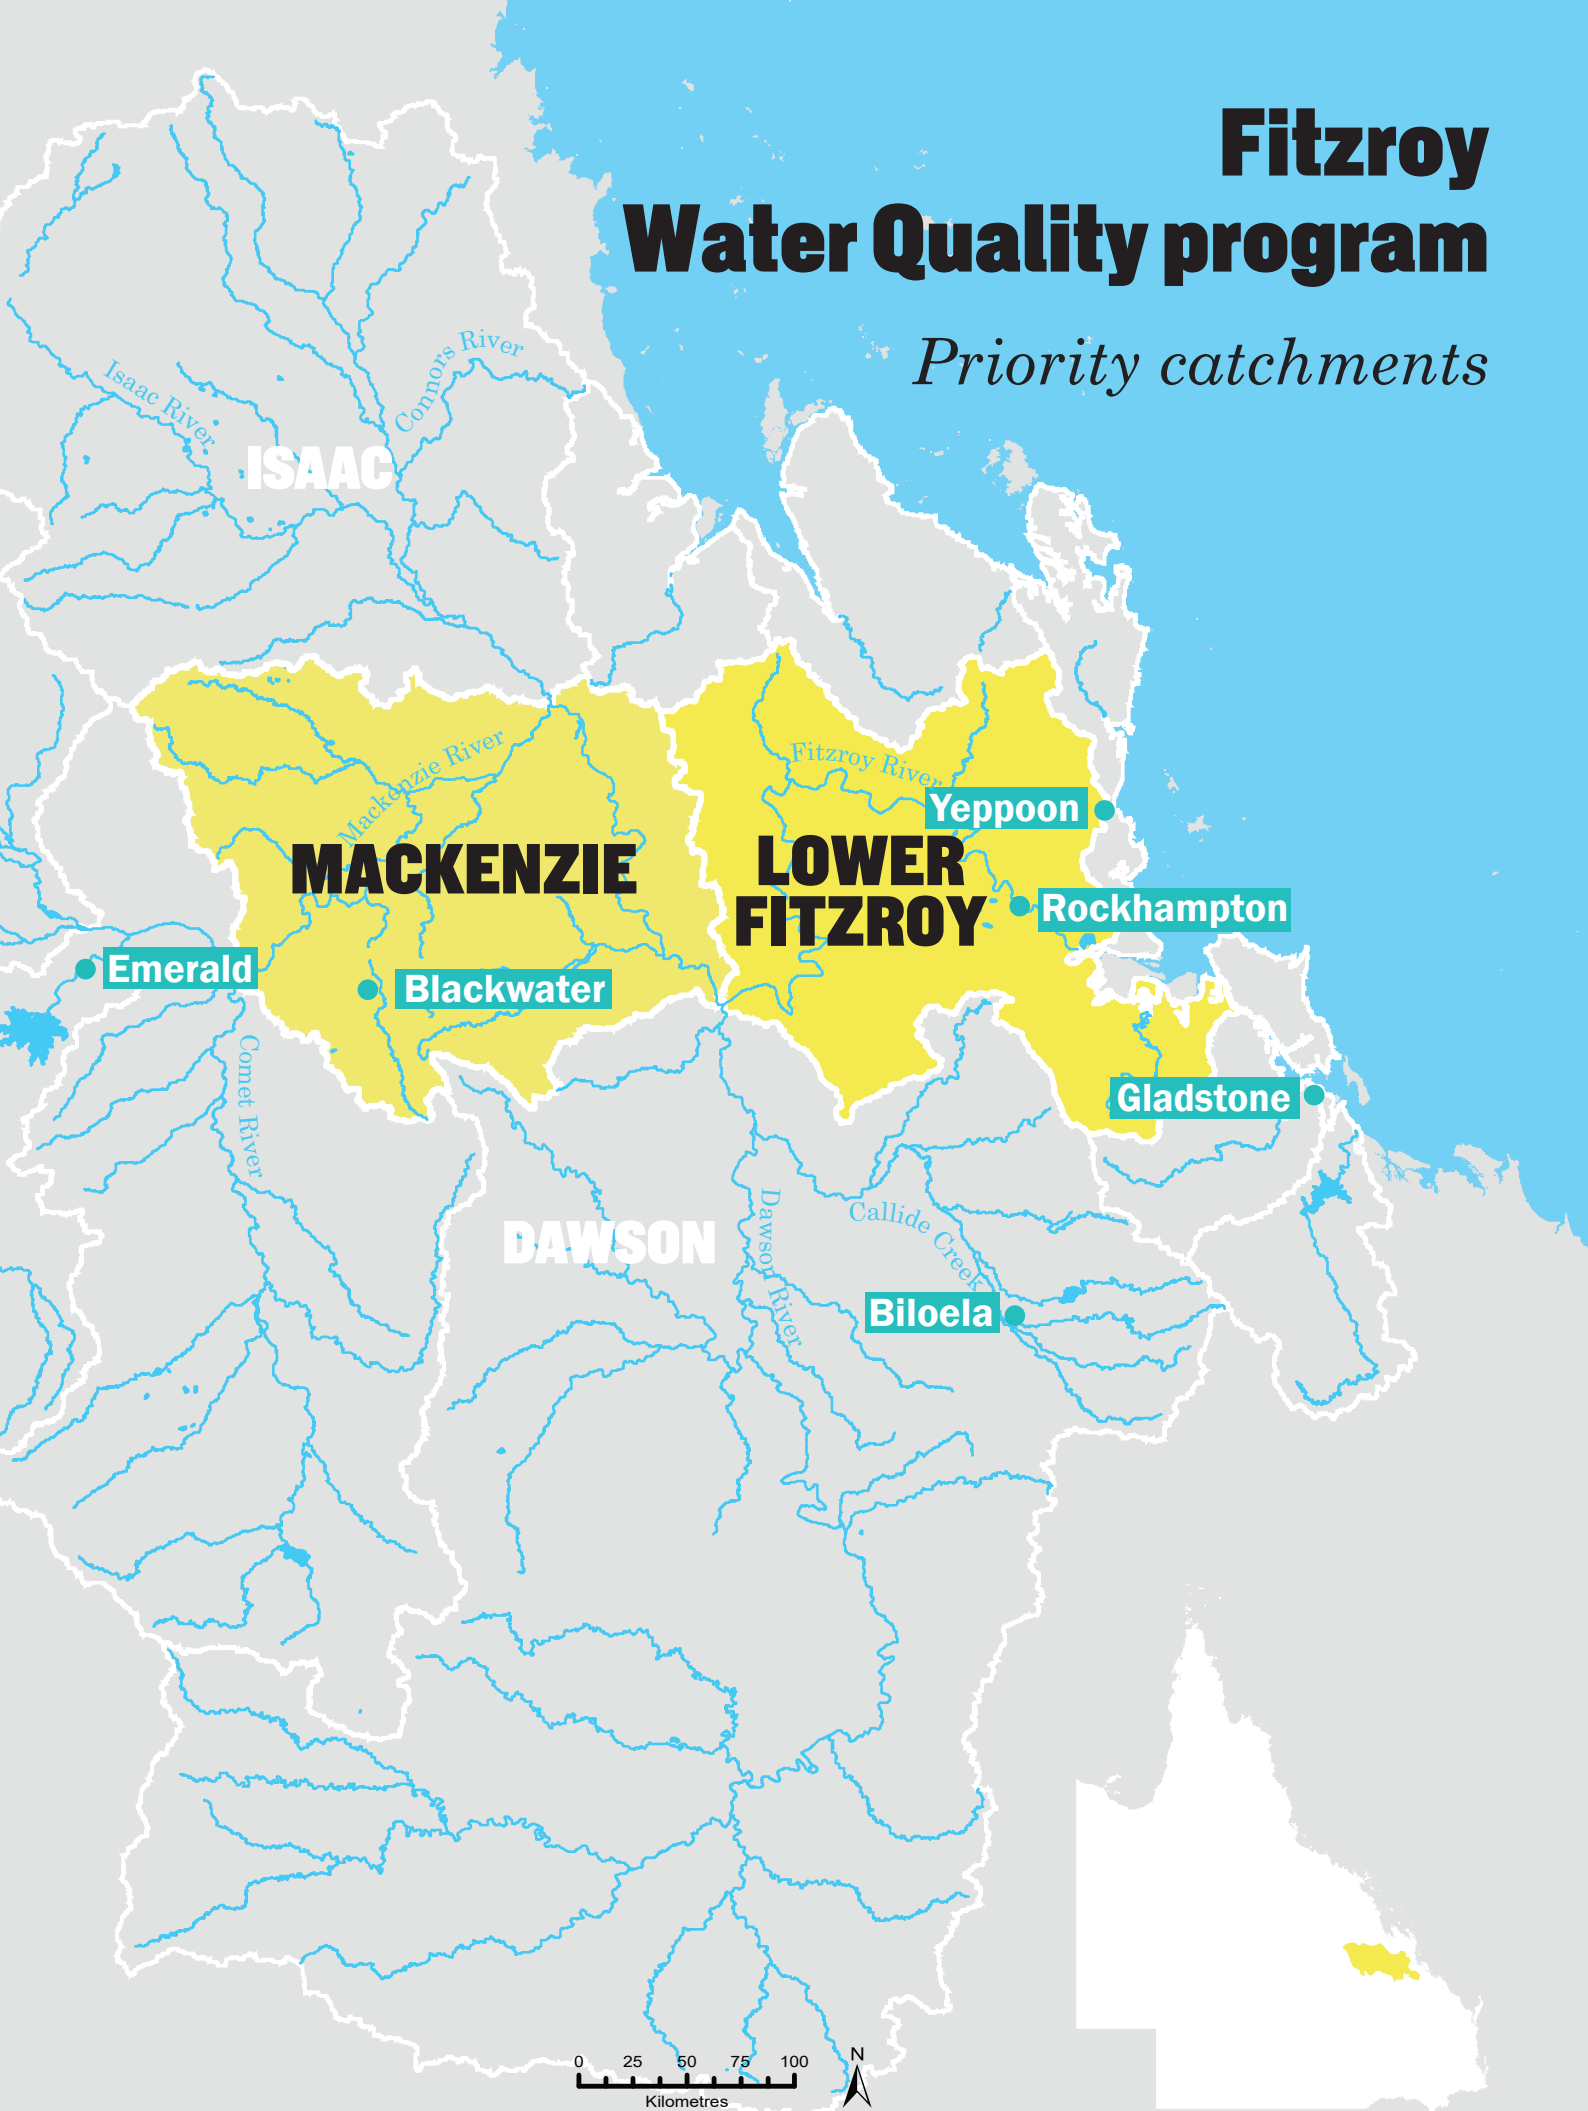 Fitzroy
Water Quality program
Priority catchments
Isaac River
Connors River
ISAAC
Mackenzie River
Fitzroy River
Yeppoon
MACKENZIE
LOWER
FITZROY
Rockhampton
Emerald
Blackwater
Comet River
Gladstone
DAWSON
Dawson River
Callide Creek
Biloela
0 25 50 75 100
Kilometres
N